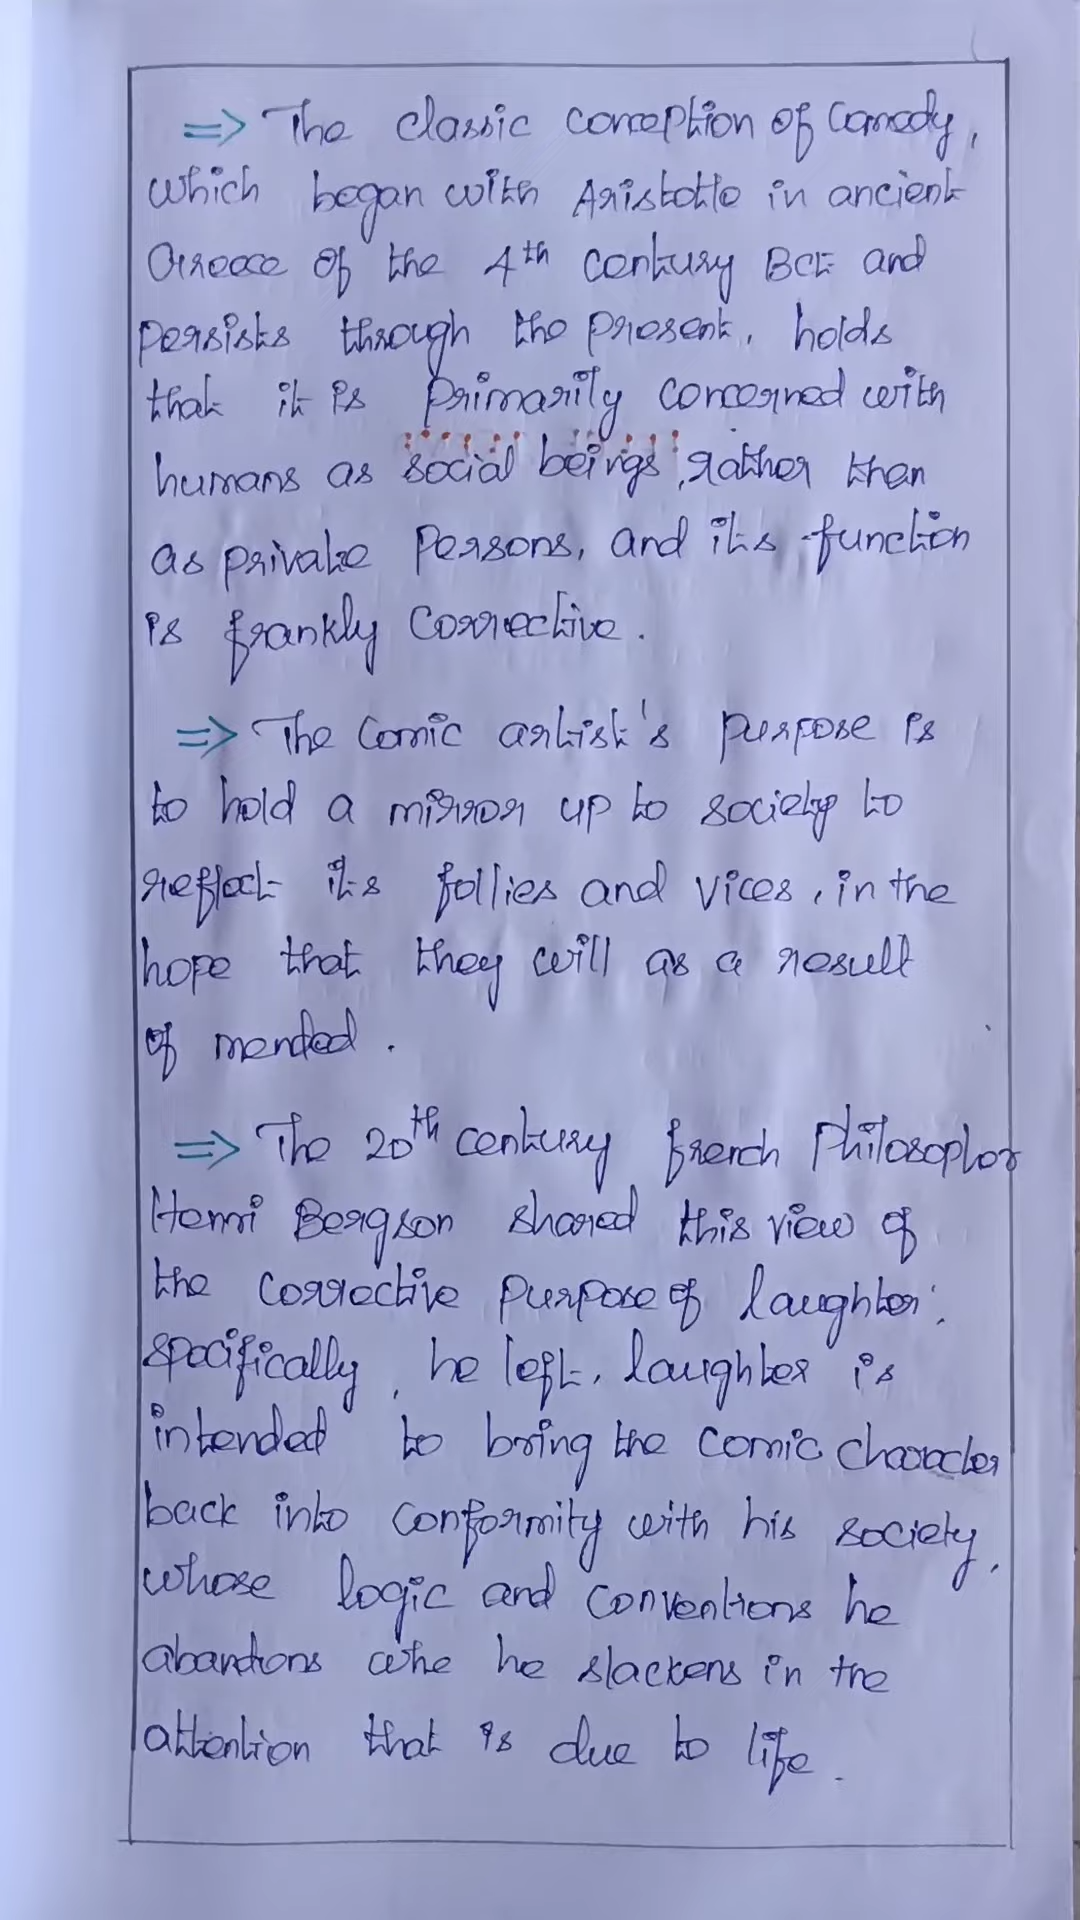 => The classic conception of Comedy,
which began with Aristotle in ancient
Greece of the 4th century BCE and
persists through the present, holds
that it is primarily concerned with
humans as social beings, rather than
as private persons, and its function
is frankly corrective.
=> The Comic artist's purpose is
to hold a mirror up to society to
reflect its follies and vices, in the
hope that they will as a result
of mended.
=> The 20th century french Philosopher
Henri Bergson shared this view of
the corrective purpose of laughter;
specifically, he left, laughter is
intended to bring the comic character
back into conformity with his society,
whose logic and conventions he
abandons whe he slackens in the
attention that is due to life.